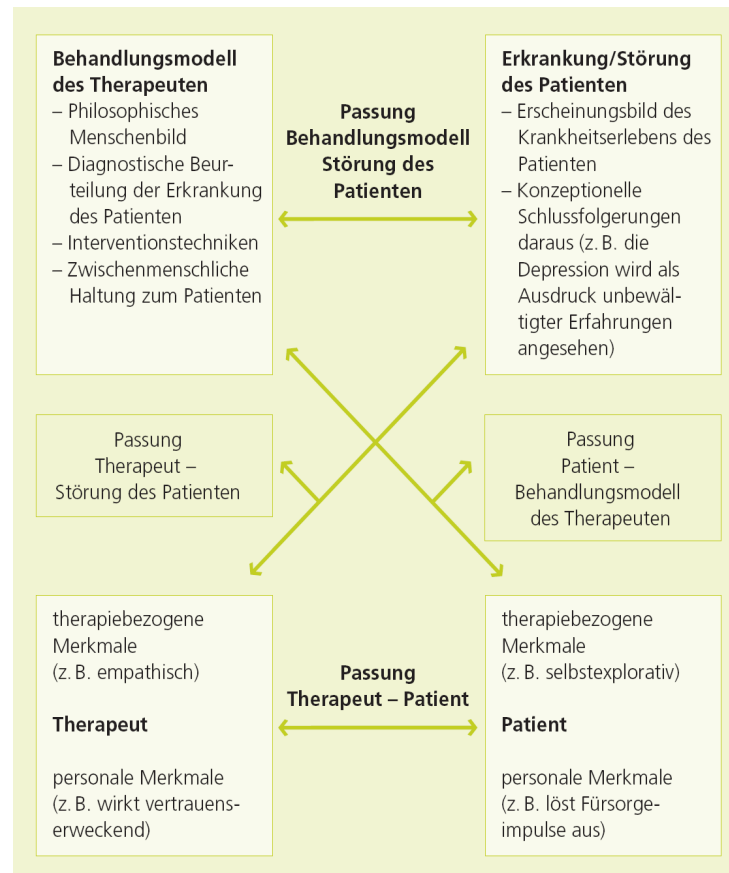 Behandlungsmodell
des Therapeuten
– Philosophisches
Menschenbild
– Diagnostische Beur-
teilung der Erkrankung
des Patienten
– Interventionstechniken
– Zwischenmenschliche
Haltung zum Patienten
Passung
Behandlungsmodell
Störung des
Patienten
Erkrankung/Störung
des Patienten
– Erscheinungsbild des
Krankheitserlebens des
Patienten
– Konzeptionelle
Schlussfolgerungen
daraus (z. B. die
Depression wird als
Ausdruck unbewäl-
tigter Erfahrungen
angesehen)
Passung
Therapeut –
Störung des Patienten
Passung
Patient –
Behandlungsmodell
des Therapeuten
therapiebezogene
Merkmale
(z. B. empathisch)
Therapeut
personale Merkmale
(z. B. wirkt vertrauens-
erweckend)
Passung
Therapeut – Patient
therapiebezogene
Merkmale
(z. B. selbstexplorativ)
Patient
personale Merkmale
(z. B. löst Fürsorge-
impulse aus)